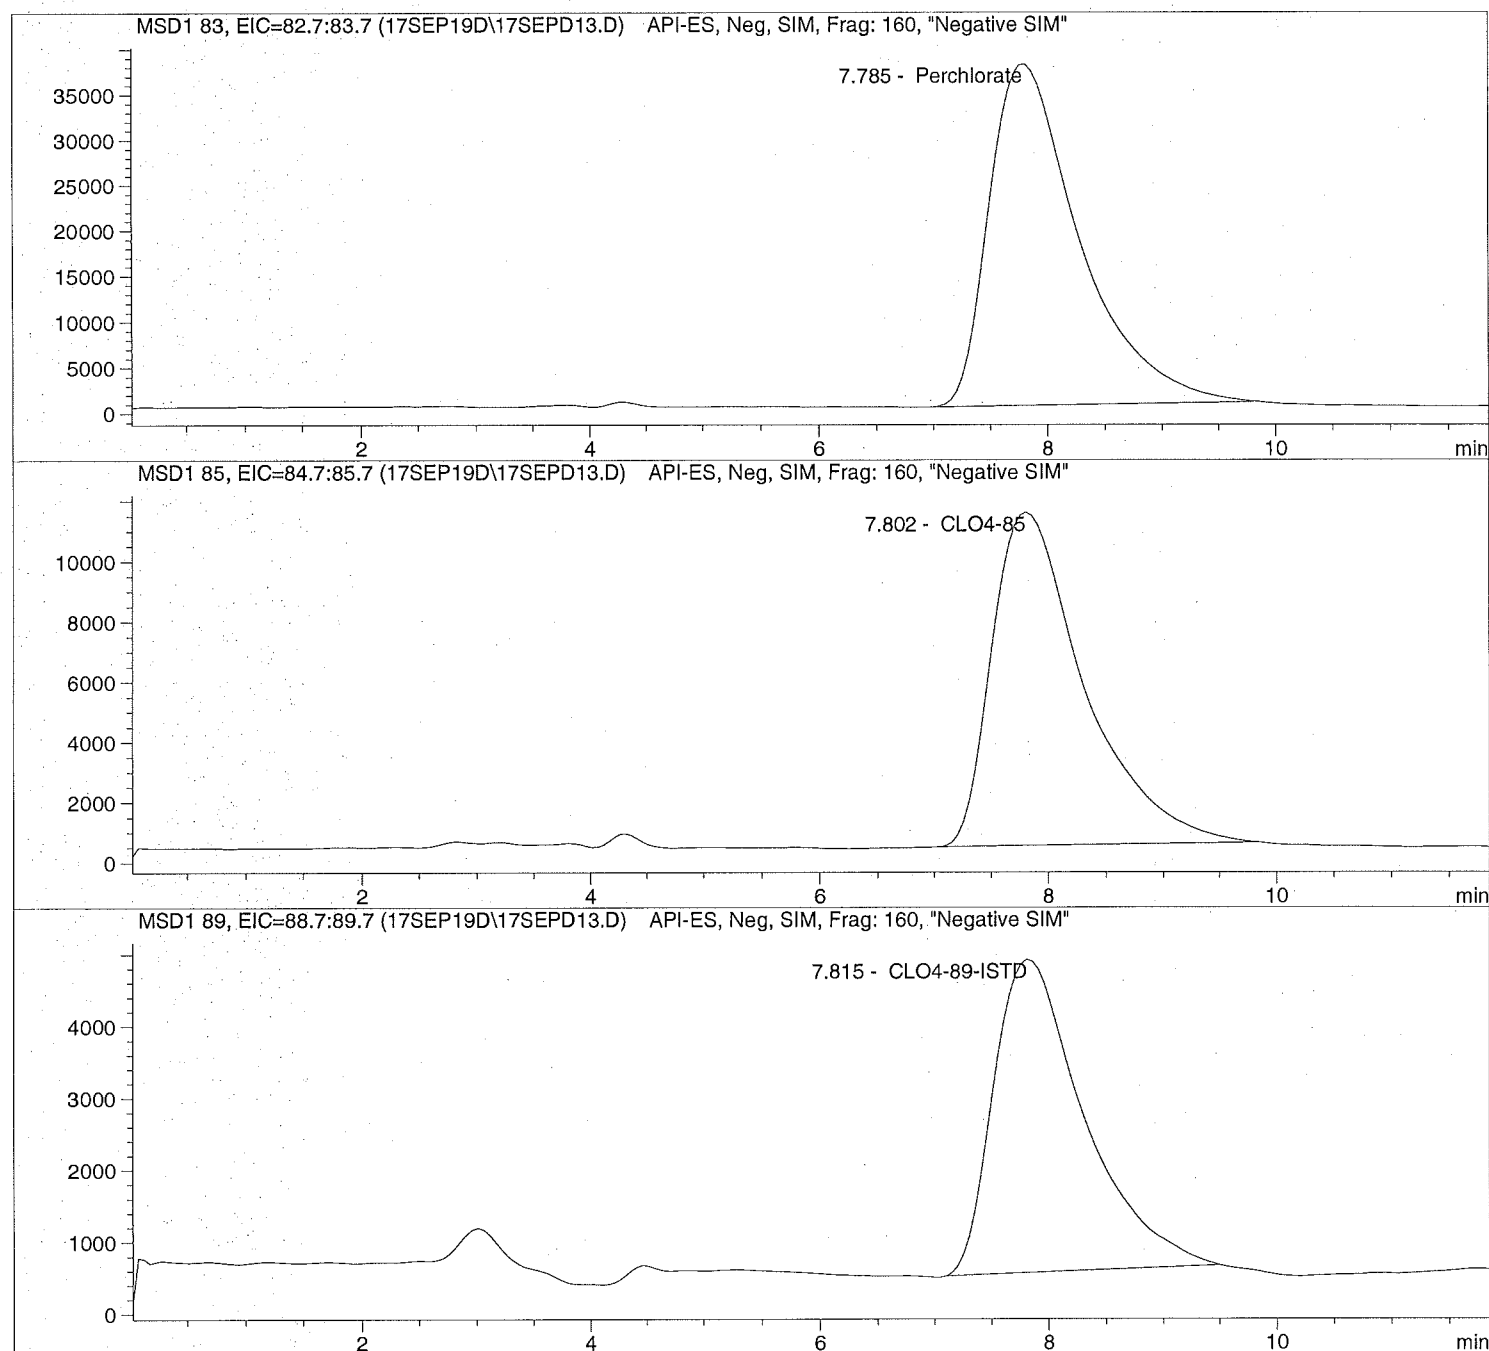 MSD1 83, EIC=82.7:83.7 (17SEP19D\17SEPD13.D) API-ES, Neg, SIM, Frag: 160, "Negative SIM"
7.785 - Perchlorate
35000
30000
25000
20000
15000
10000
5000
0
2 4 6 8 10 min
MSD1 85, EIC=84.7:85.7 (17SEP19D\17SEPD13.D) API-ES, Neg, SIM, Frag: 160, "Negative SIM"
7.802 - CLO4-85
10000
8000
6000
4000
2000
0
2 4 6 8 10 min
MSD1 89, EIC=88.7:89.7 (17SEP19D\17SEPD13.D) API-ES, Neg, SIM, Frag: 160, "Negative SIM"
7.815 - CLO4-89-ISTD
4000
3000
2000
1000
0
2 4 6 8 10 min